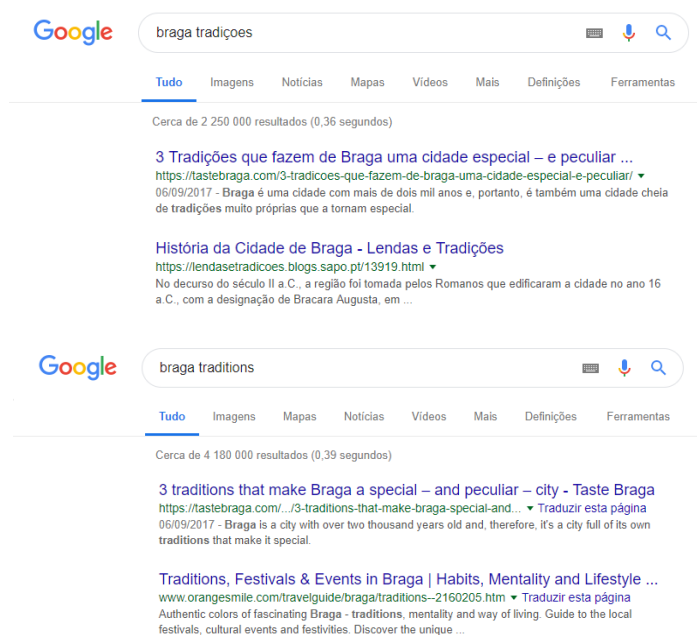 Google braga tradiçoes
Tudo Imagens Notícias Mapas Vídeos Mais Definições Ferramentas
Cerca de 2 250 000 resultados (0,36 segundos)
3 Tradições que fazem de Braga uma cidade especial – e peculiar ...
https://tastebraga.com/3-tradicoes-que-fazem-de-braga-uma-cidade-especial-e-peculiar/
06/09/2017 - Braga é uma cidade com mais de dois mil anos e, portanto, é também uma cidade cheia
de tradições muito próprias que a tornam especial.
História da Cidade de Braga - Lendas e Tradições
https://lendasetradicoes.blogs.sapo.pt/13919.html
No decurso do século II a.C., a região foi tomada pelos Romanos que edificaram a cidade no ano 16
a.C., com a designação de Bracara Augusta, em ...
Google braga traditions
Tudo Imagens Mapas Notícias Vídeos Mais Definições Ferramentas
Cerca de 4 180 000 resultados (0,39 segundos)
3 traditions that make Braga a special – and peculiar – city - Taste Braga
https://tastebraga.com/.../3-traditions-that-make-braga-special-and... Traduzir esta página
06/09/2017 - Braga is a city with over two thousand years old and, therefore, it's a city full of its own
traditions that make it special.
Traditions, Festivals & Events in Braga | Habits, Mentality and Lifestyle ...
www.orangesmile.com/travelguide/braga/traditions--2160205.htm Traduzir esta página
Authentic colors of fascinating Braga - traditions, mentality and way of living. Guide to the local
festivals, cultural events and festivities. Discover the unique ...